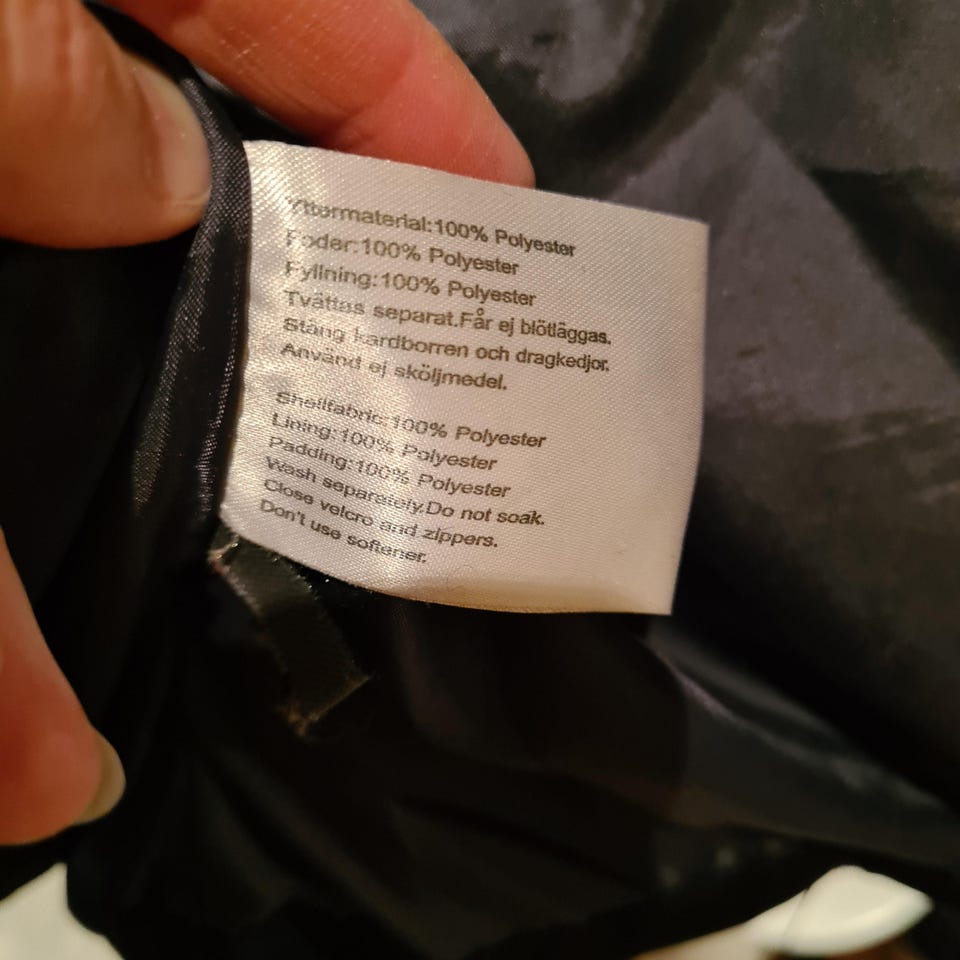 Yttermaterial:100% Polyester
Foder:100% Polyester
Fyllning:100% Polyester
Tvättas separat.Får ej blötläggas.
Stäng kardborren och dragkedjor.
Använd ej sköljmedel.
Shellfabric:100% Polyester
Lining:100% Polyester
Padding:100% Polyester
Wash separately.Do not soak.
Close velcro and zippers.
Don't use softener.